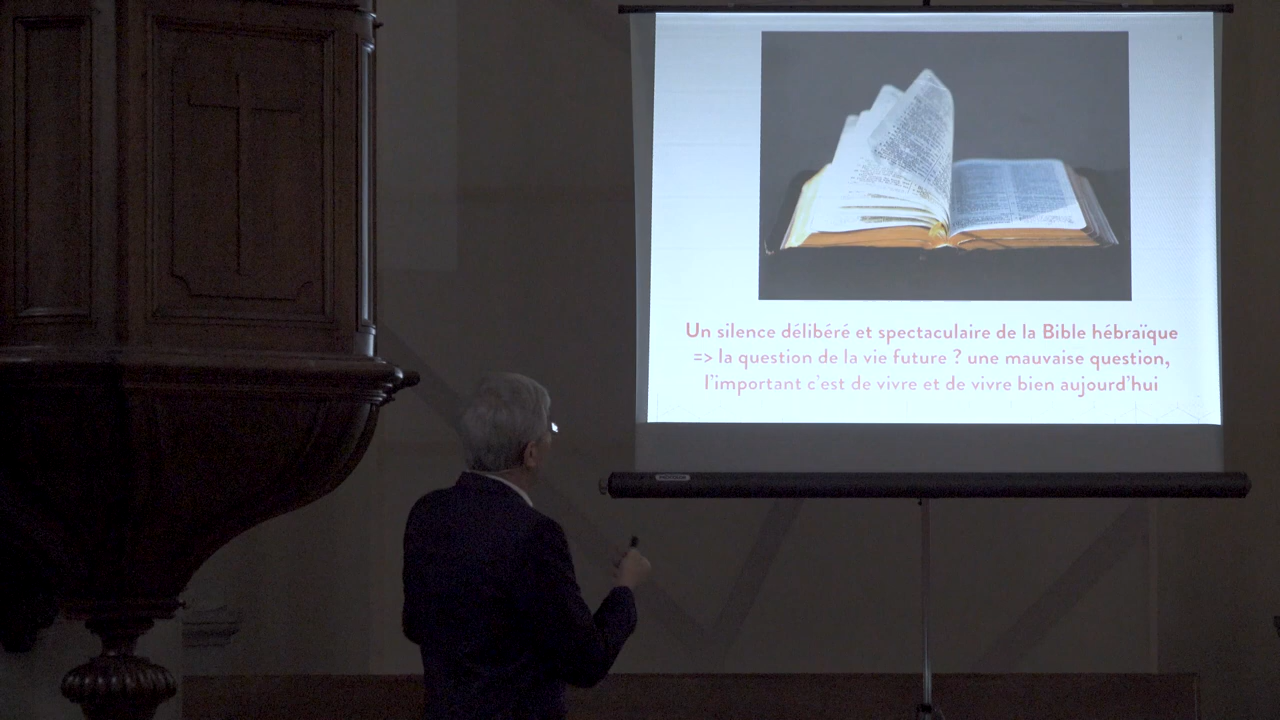 Un silence délibéré et spectaculaire de la Bible hébraïque
=> la question de la vie future ? une mauvaise question,
l'important c'est de vivre et de vivre bien aujourd'hui